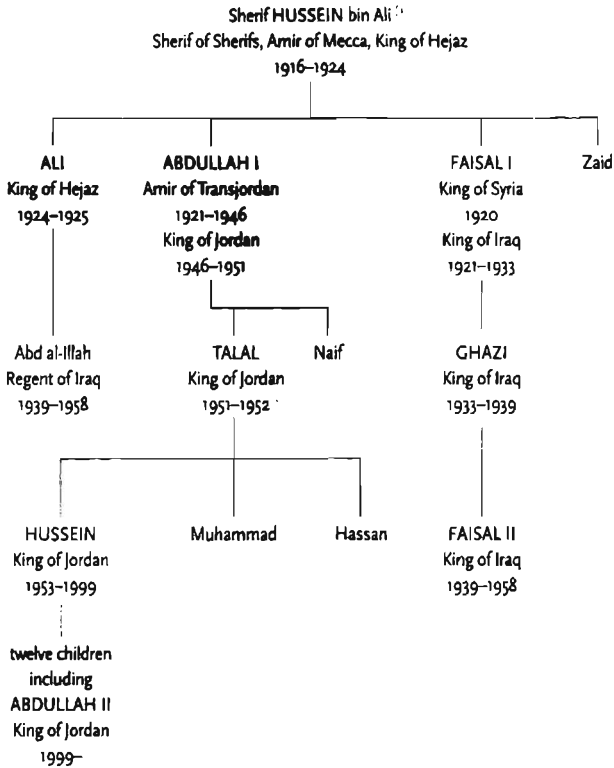 Sherif HUSSEIN bin Ali
Sherif of Sherifs, Amir of Mecca, King of Hejaz
1916–1924
ALI
King of Hejaz
1924–1925
ABDULLAH I
Amir of Transjordan
1921–1946
King of Jordan
1946–1951
FAISAL I
King of Syria
1920
King of Iraq
1921–1933
Zaid
Abd al-Illah
Regent of Iraq
1939–1958
TALAL
King of Jordan
1951–1952
Naif
GHAZI
King of Iraq
1933–1939
HUSSEIN
King of Jordan
1953–1999
Muhammad
Hassan
FAISAL II
King of Iraq
1939–1958
twelve children
including
ABDULLAH II
King of Jordan
1999–